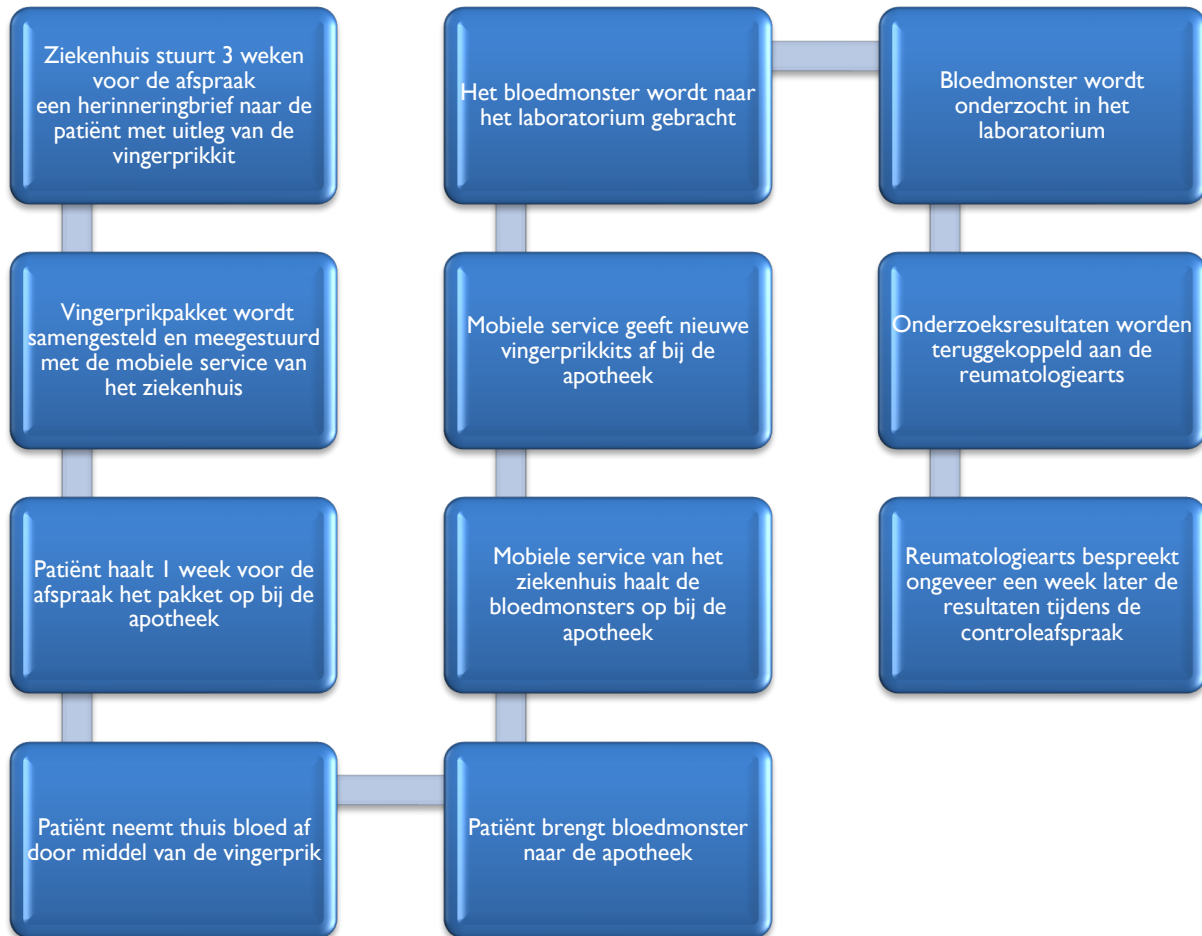 Ziekenhuis stuurt 3 weken
voor de afspraak
een herinneringbrief naar de
patiënt met uitleg van de
vingerprikkit
Vingerprikpakket wordt
samengesteld en meegestuurd
met de mobiele service van
het ziekenhuis
Patiënt haalt 1 week voor de
afspraak het pakket op bij de
apotheek
Patiënt neemt thuis bloed af
door middel van de vingerprik
Patiënt brengt bloedmonster
naar de apotheek
Mobiele service van het
ziekenhuis haalt de
bloedmonsters op bij de
apotheek
Mobiele service geeft nieuwe
vingerprikkits af bij de
apotheek
Het bloedmonster wordt naar
het laboratorium gebracht
Bloedmonster wordt
onderzocht in het
laboratorium
Onderzoeksresultaten worden
teruggekoppeld aan de
reumatologiearts
Reumatologiearts bespreekt
ongeveer een week later de
resultaten tijdens de
controleafspraak